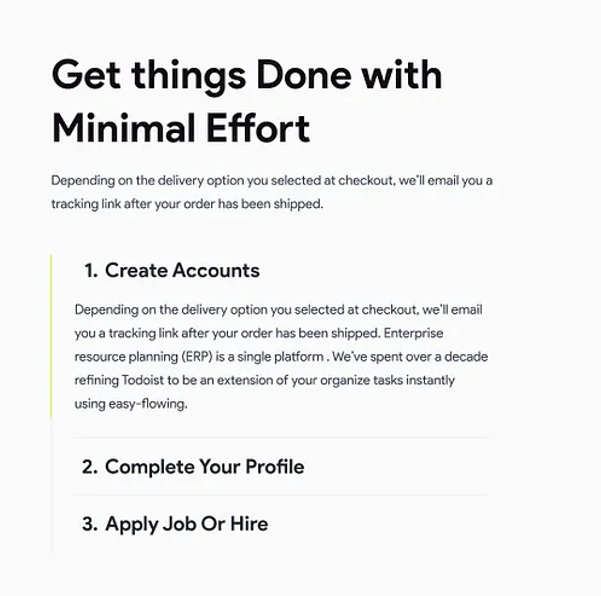 Get things Done with
Minimal Effort
Depending on the delivery option you selected at checkout, we'll email you a
tracking link after your order has been shipped.
1. Create Accounts
Depending on the delivery option you selected at checkout, we'll email
you a tracking link after your order has been shipped. Enterprise
resource planning (ERP) is a single platform . We've spent over a decade
refining Todoist to be an extension of your organize tasks instantly
using easy-flowing.
2. Complete Your Profile
3. Apply Job Or Hire